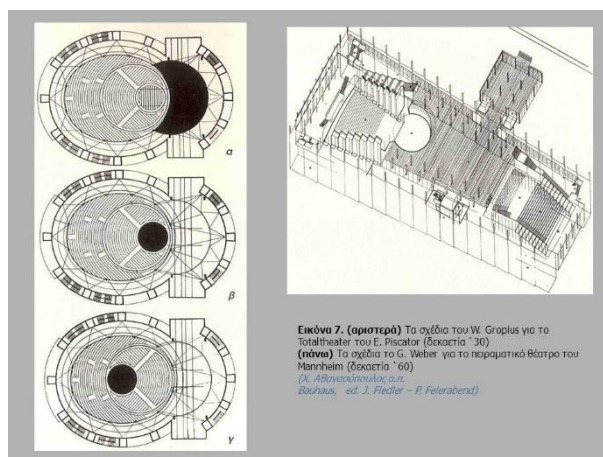 α
β
γ
Εικόνα 7. (αριστερά) Τα σχέδια του W. Gropius για το
Totaltheater του E. Piscator (δεκαετία `30)
(πάνω) Τα σχέδια το G. Weber για το πειραματικό θέατρο του
Mannheim (δεκαετία `60)
(Χ. Αθανασόπουλος ο.π.
Bauhaus, ed. J. Fiedler – P. Feierabend)